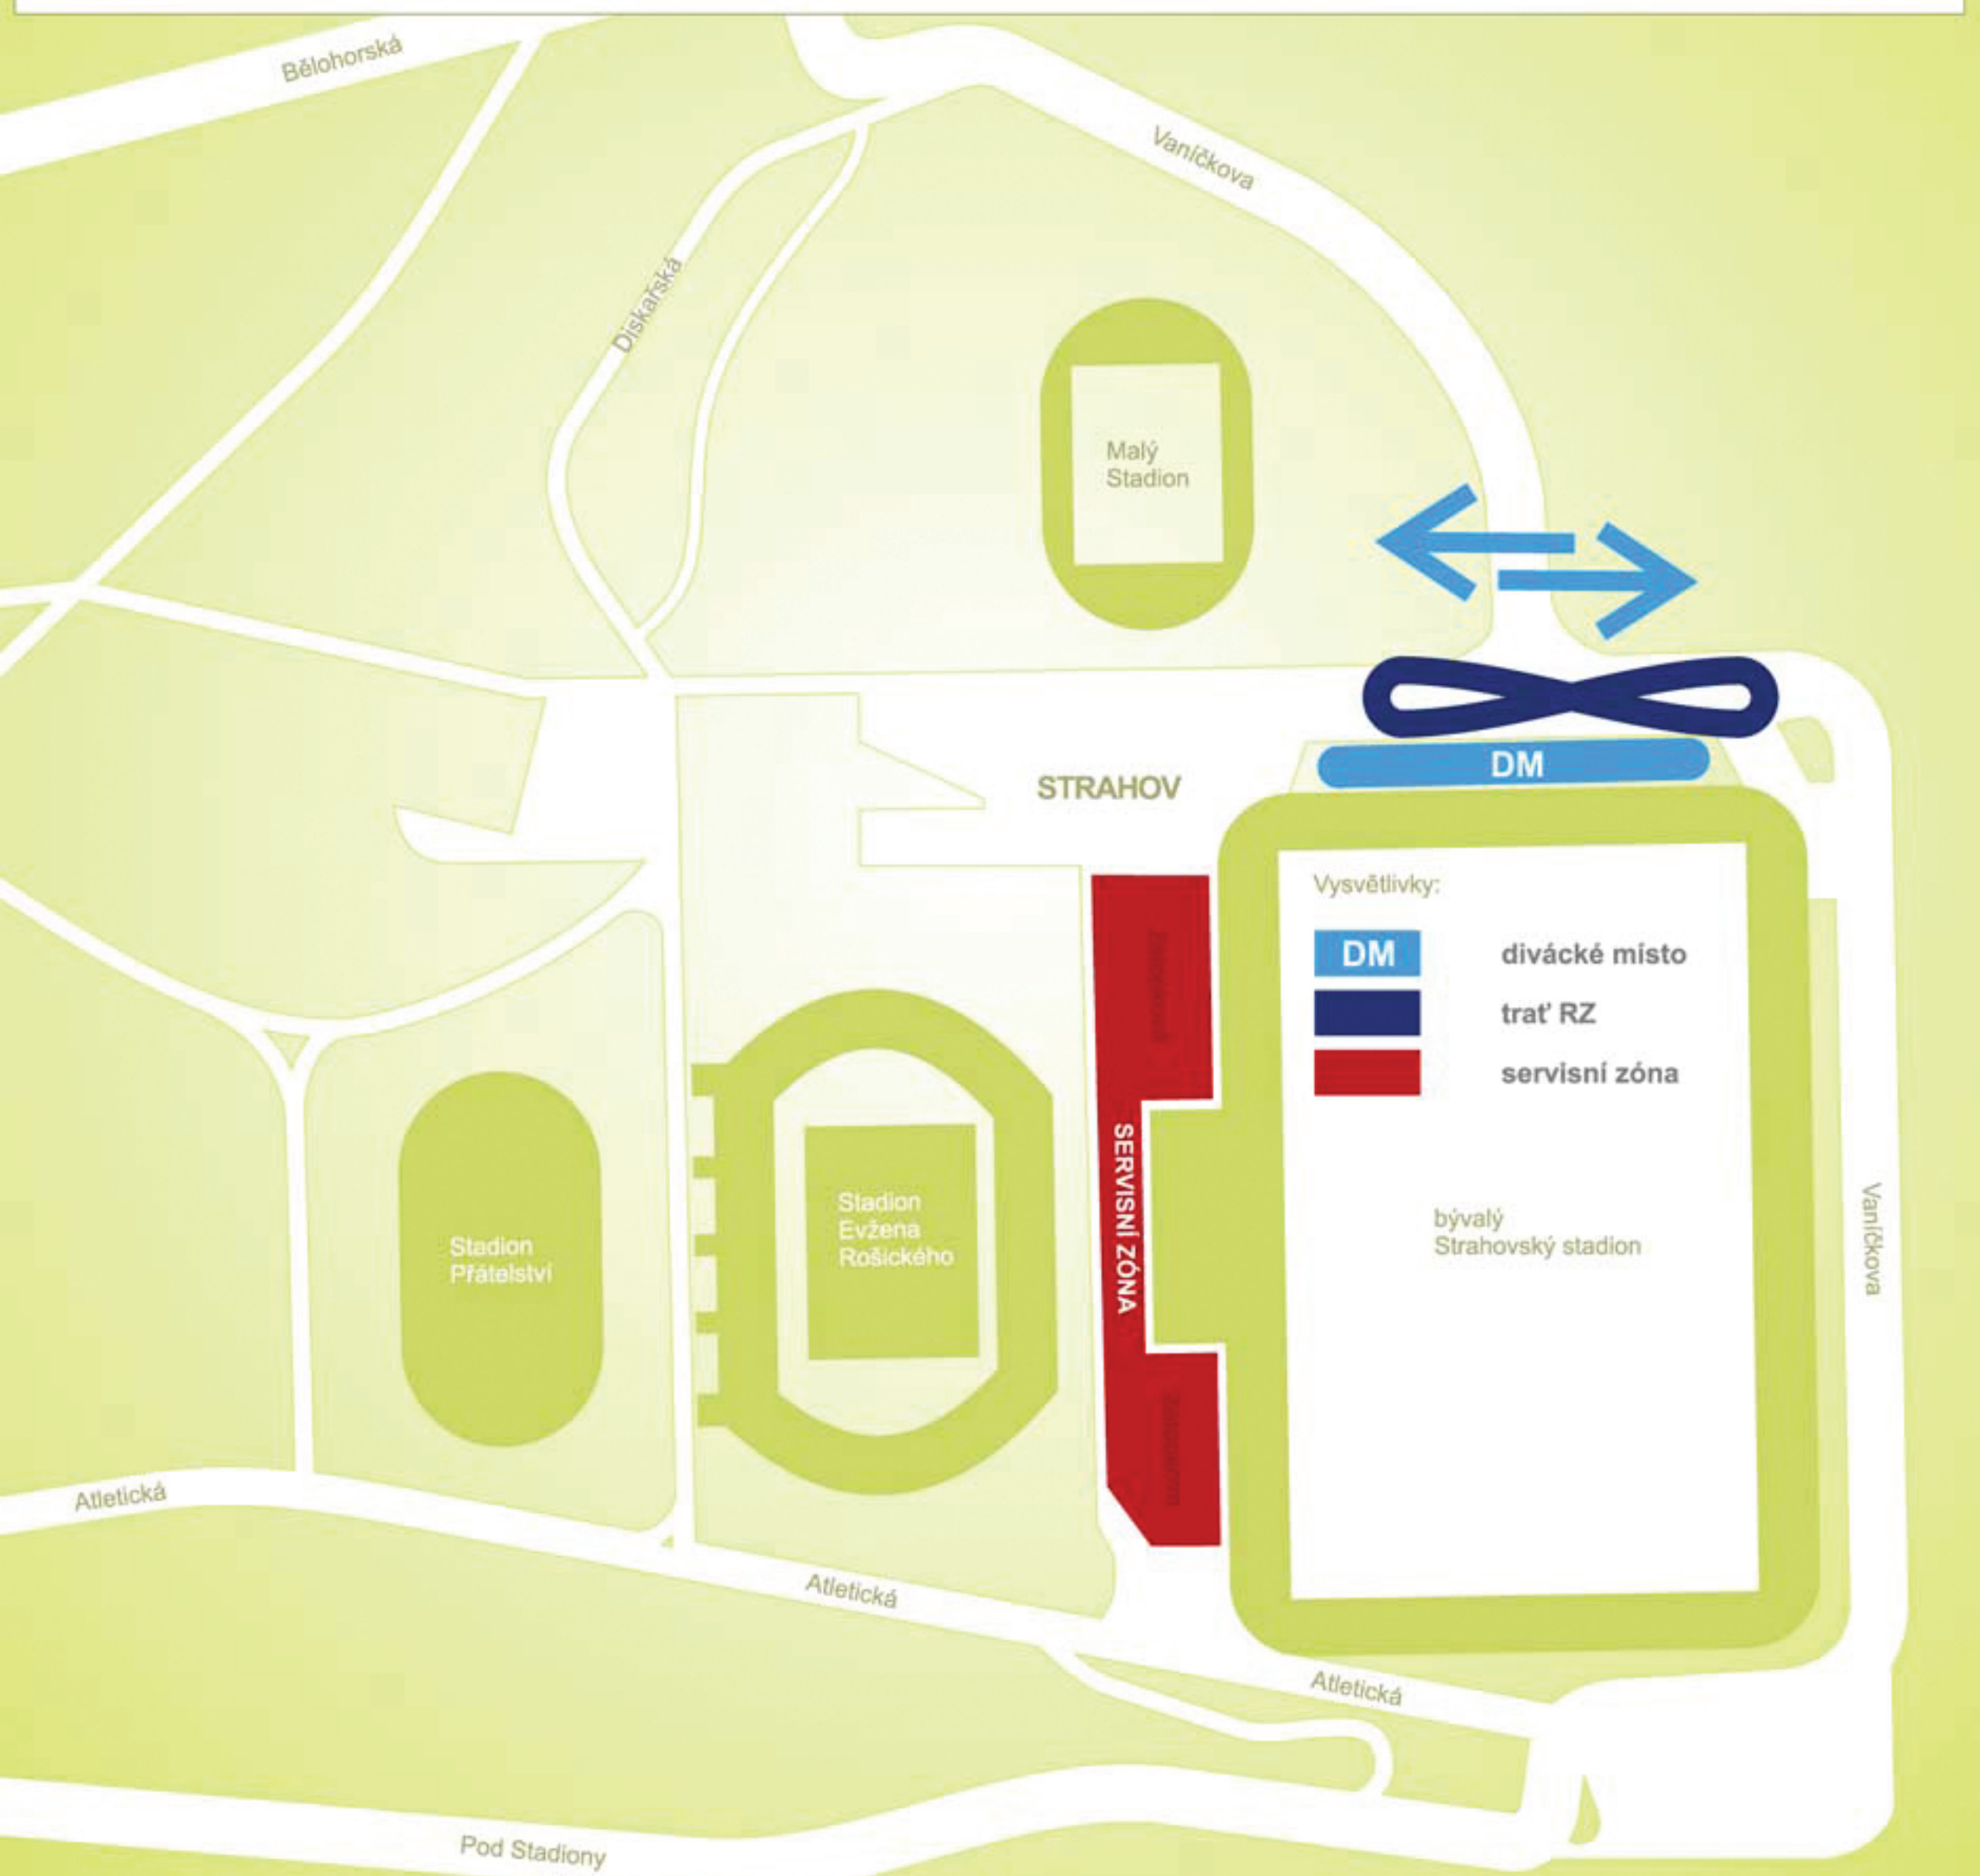 Bělohorská
Vaníčkova
Diskařská
Malý
Stadion
DM
STRAHOV
Vysvětlivky:
DM
divácké místo
trať RZ
servisní zóna
SERVISNÍ ZÓNA
Stadion
Evžena
Rošického
bývalý
Strahovský stadion
Vaníčkova
Stadion
Přátelství
Atletická
Atletická
Atletická
Pod Stadiony